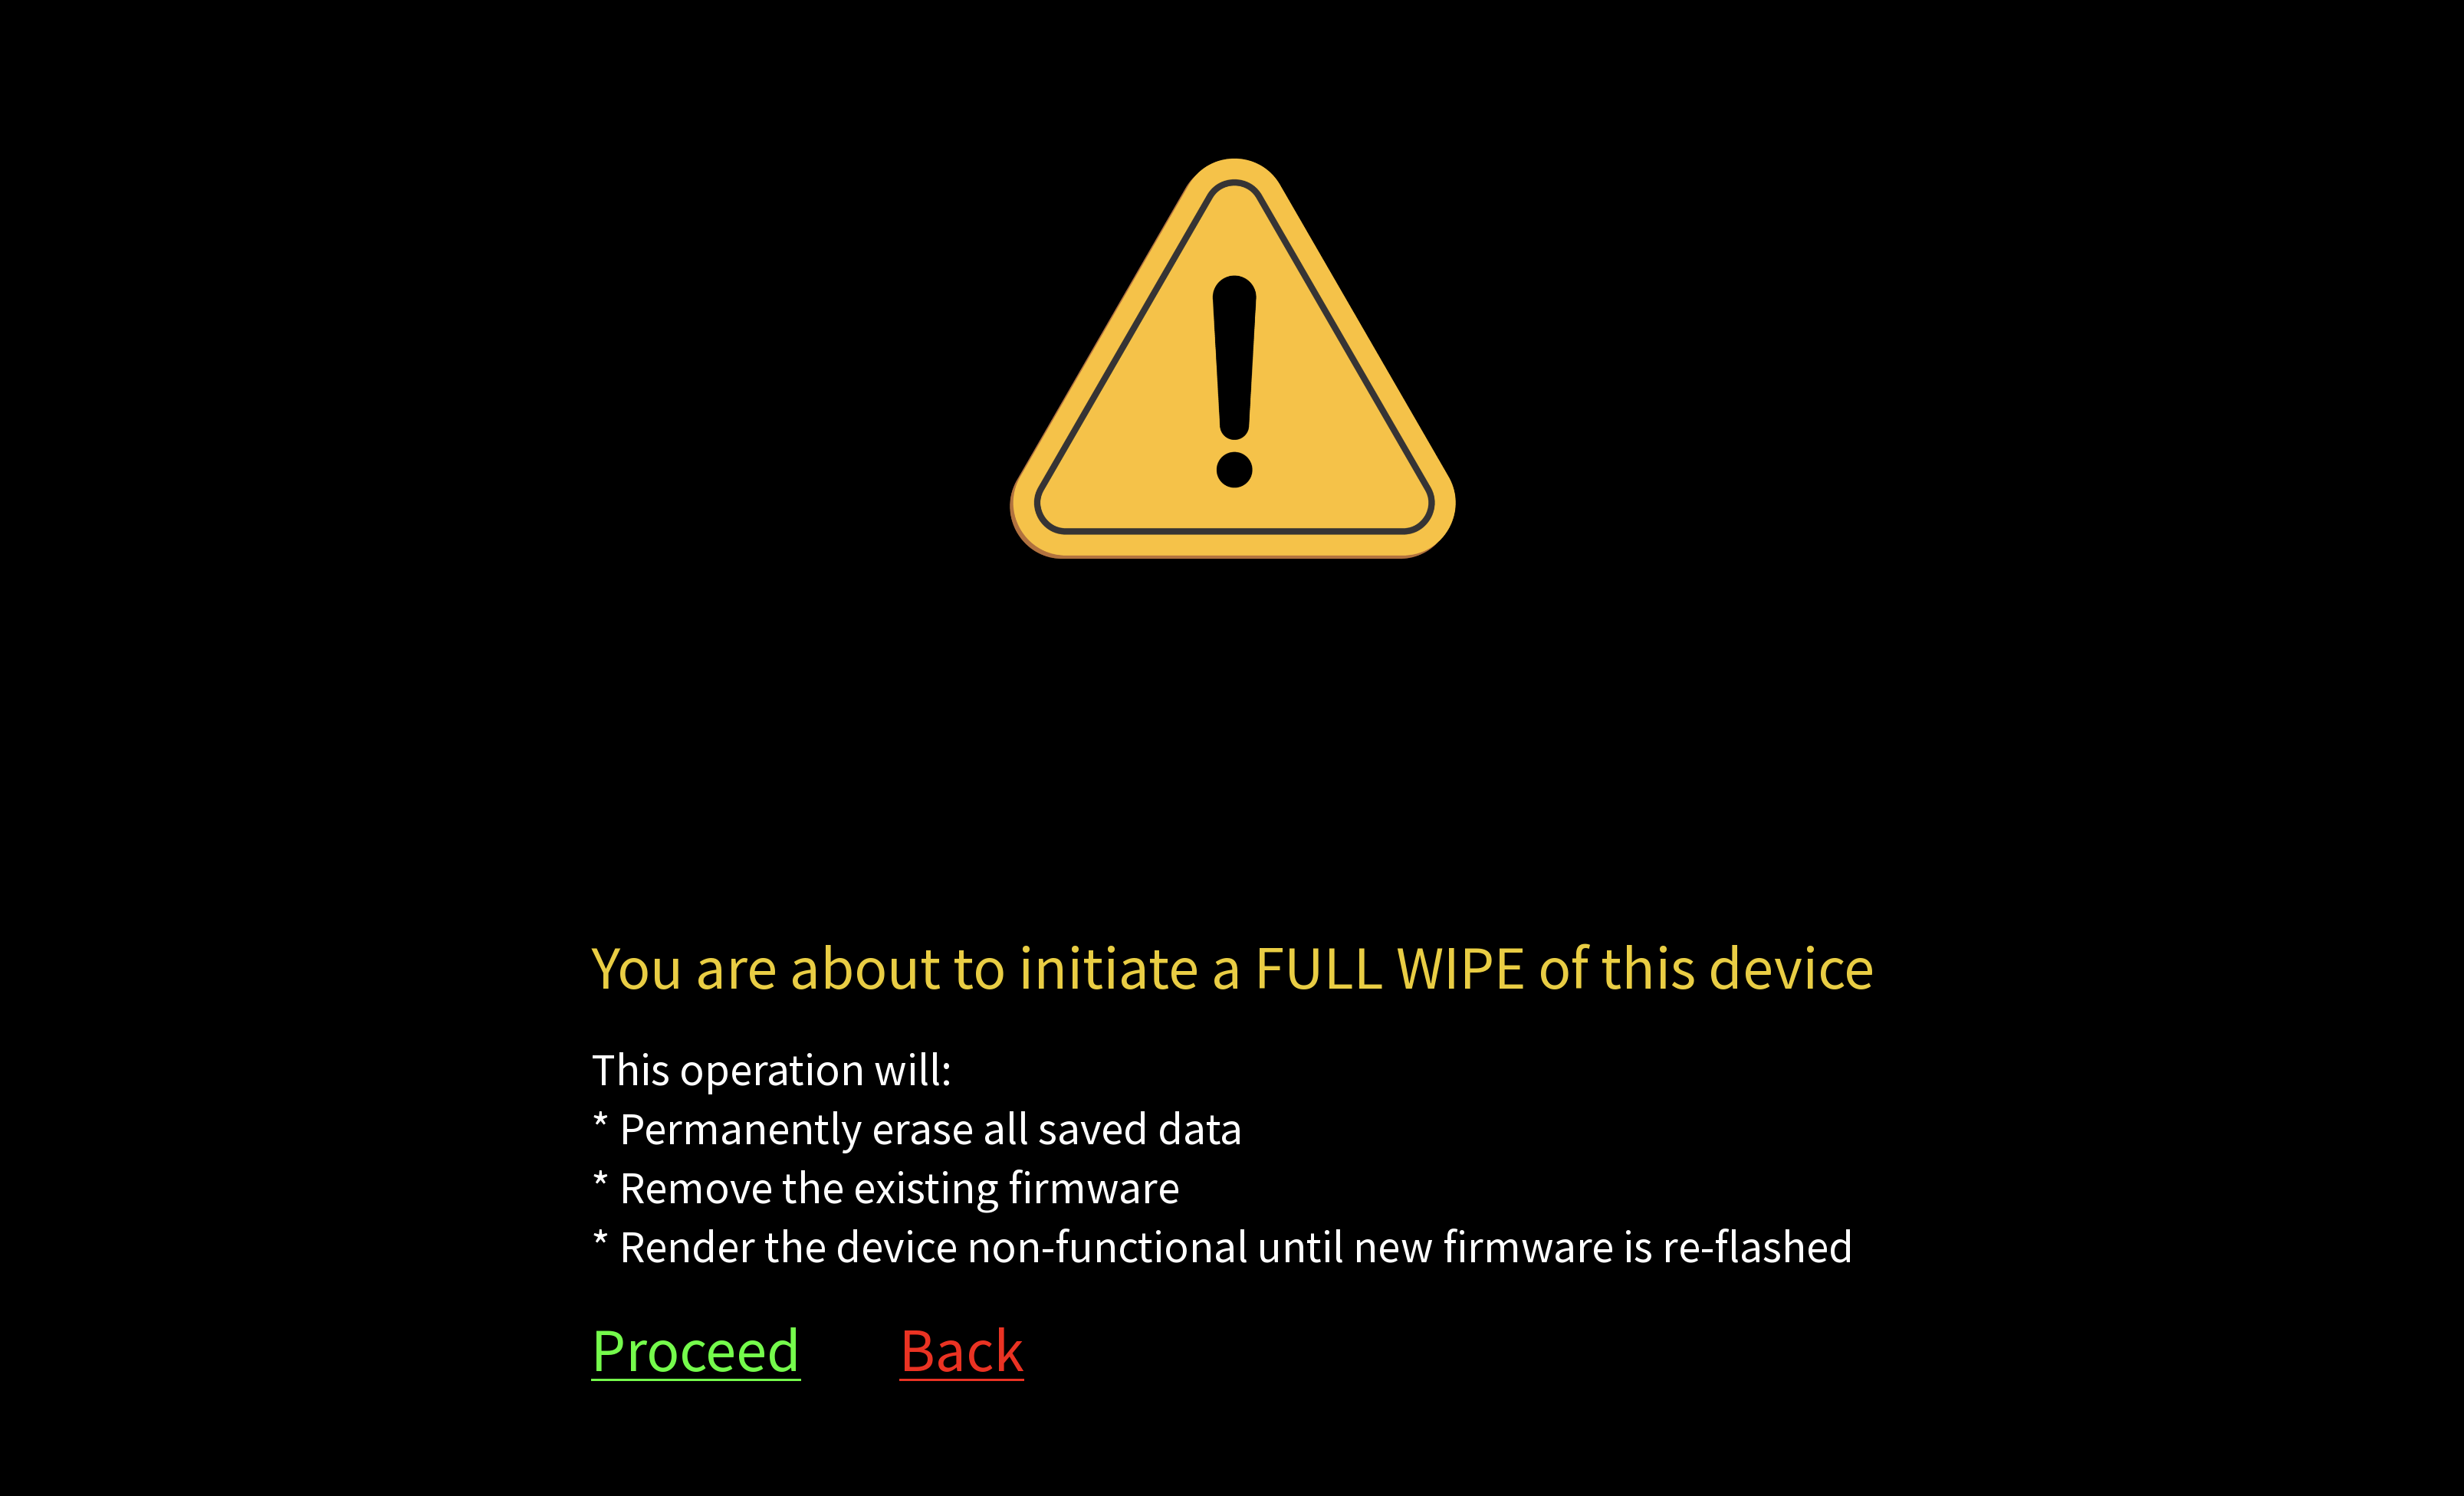 You are about to initiate a FULL WIPE of this device
This operation will:
* Permanently erase all saved data
* Remove the existing firmware
* Render the device non-functional until new firmware is re-flashed
Proceed Back